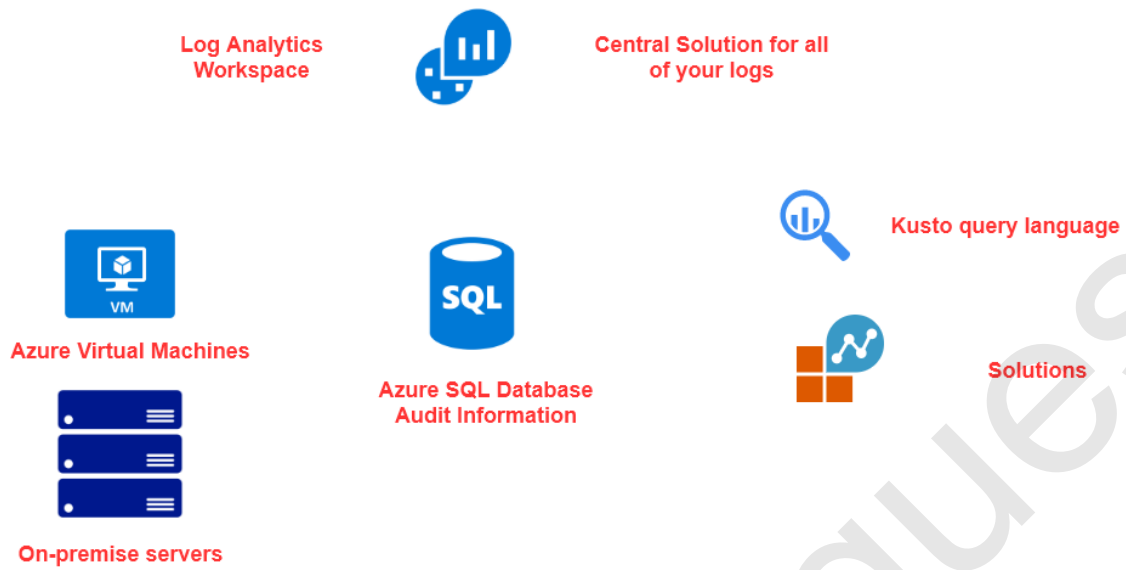 Log Analytics
Workspace
Central Solution for all
of your logs
Kusto query language
VM
Azure Virtual Machines
SQL
Azure SQL Database
Audit Information
Solutions
On-premise servers
ques